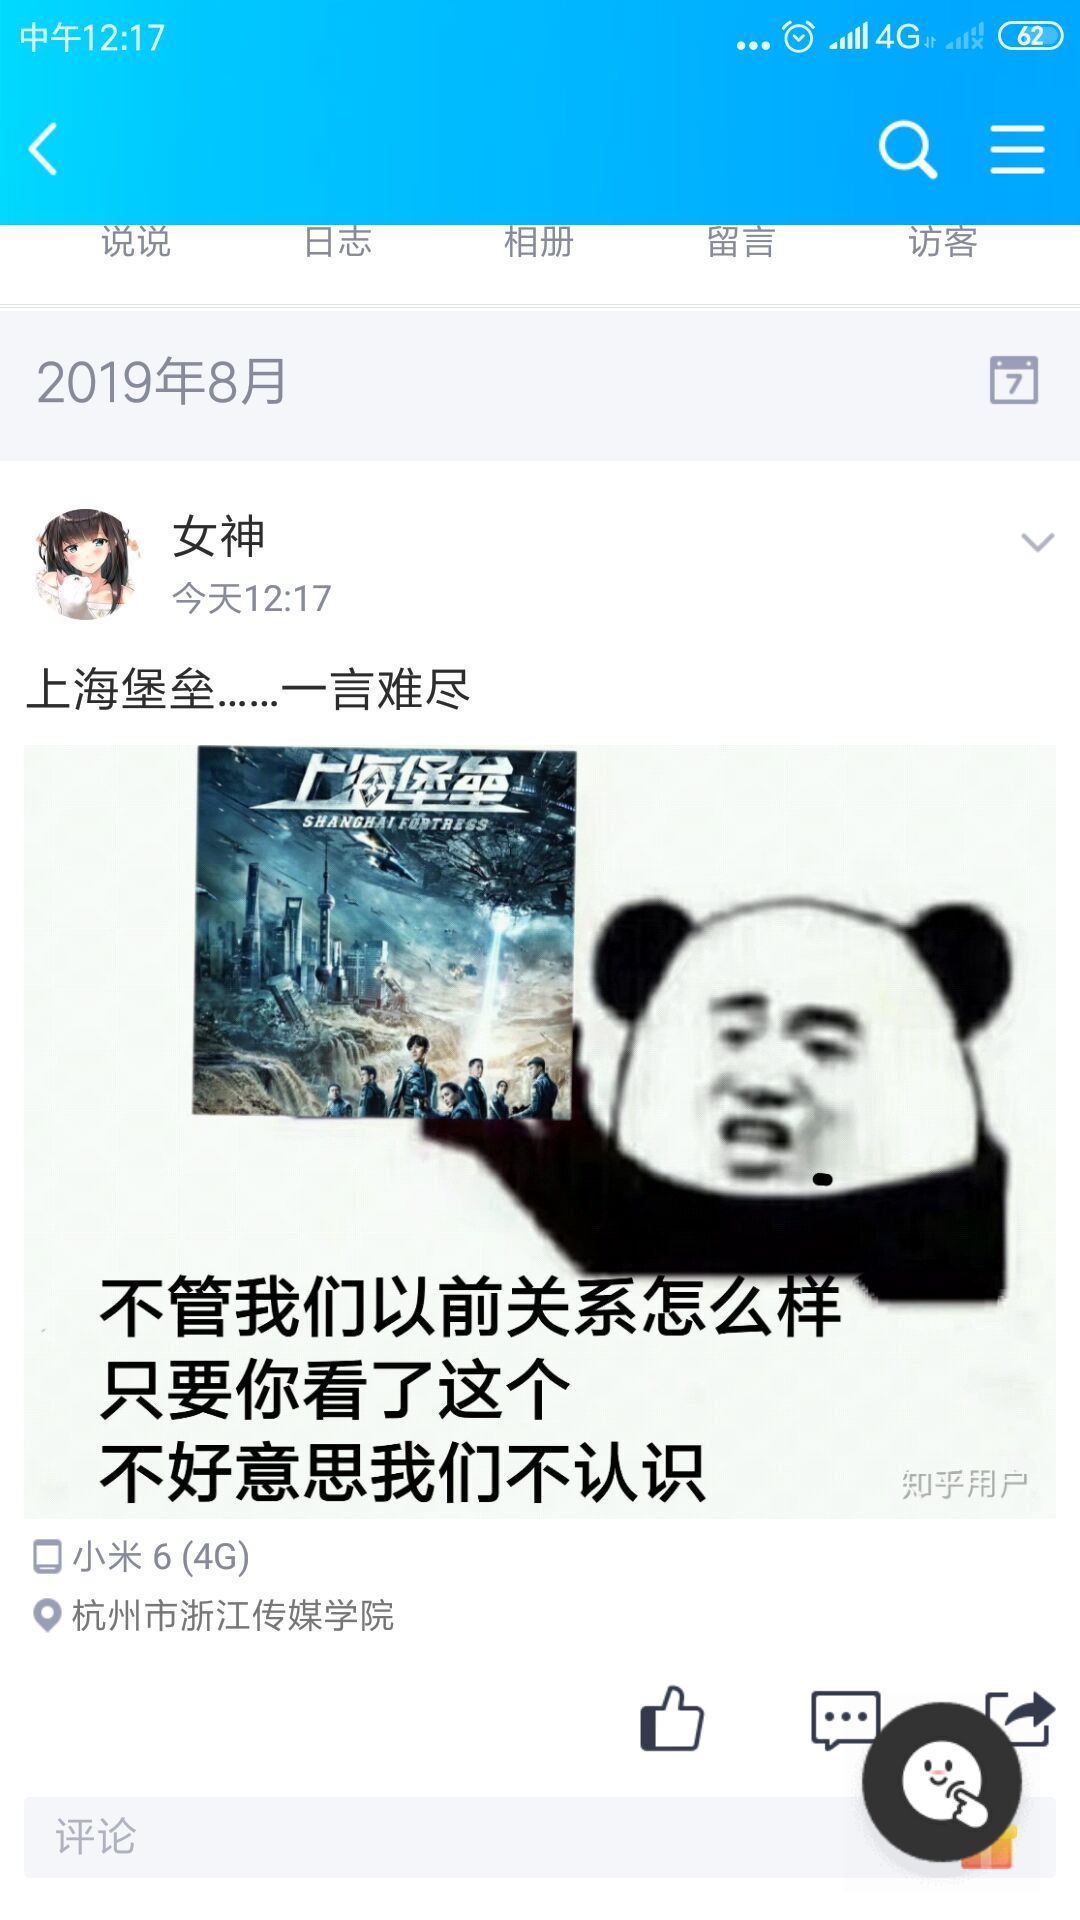 中午12:17
4G
62
说说 日志 相册 留言 访客
2019年8月
7
女神
今天12:17
上海堡垒……一言难尽
上海堡垒
SHANGHAI FORTRESS
不管我们以前关系怎么样
只要你看了这个
不好意思我们不认识
知乎用户
小米 6 (4G)
杭州市浙江传媒学院
评论